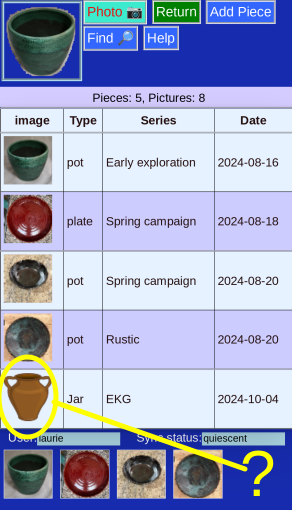 Photo Return Add Piece
Find Help
Pieces: 5, Pictures: 8
image Type Series Date
pot Early exploration 2024-08-16
plate Spring campaign 2024-08-18
pot Spring campaign 2024-08-20
pot Rustic 2024-08-20
Jar EKG 2024-10-04
User laurie Sync status: quiescent
?